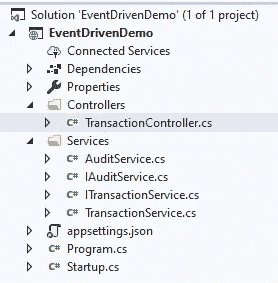 Solution 'EventDrivenDemo' (1 of 1 project)
EventDrivenDemo
Connected Services
Dependencies
Properties
Controllers
C# TransactionController.cs
Services
C# AuditService.cs
C# IAuditService.cs
C# ITransactionService.cs
C# TransactionService.cs
appsettings.json
C# Program.cs
C# Startup.cs